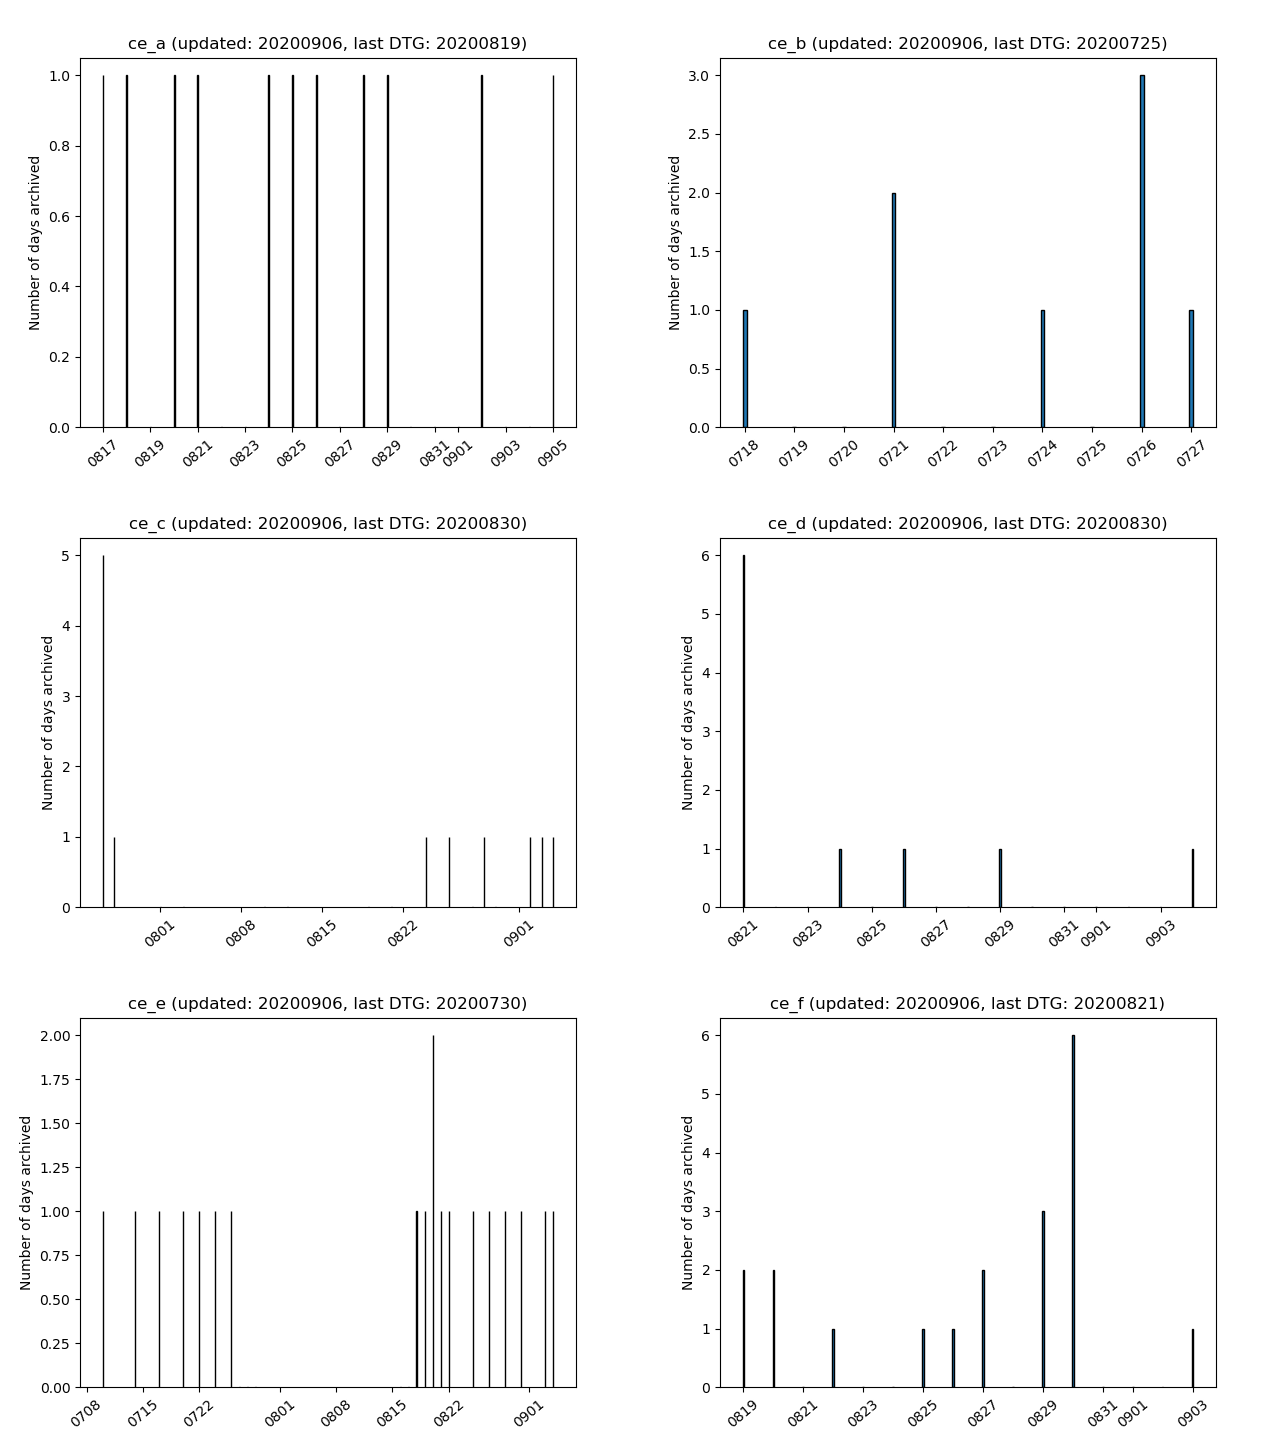 ce_a (updated: 20200906, last DTG: 20200819)
Number of days archived
1.0
0.8
0.6
0.4
0.2
0.0
0817 0819 0821 0823 0825 0827 0829 0831 0901 0903 0905
ce_b (updated: 20200906, last DTG: 20200725)
Number of days archived
3.0
2.5
2.0
1.5
1.0
0.5
0.0
0718 0719 0720 0721 0722 0723 0724 0725 0726 0727
ce_c (updated: 20200906, last DTG: 20200830)
Number of days archived
5
4
3
2
1
0
0801 0808 0815 0822 0901
ce_d (updated: 20200906, last DTG: 20200830)
Number of days archived
6
5
4
3
2
1
0
0821 0823 0825 0827 0829 0831 0901 0903
ce_e (updated: 20200906, last DTG: 20200730)
Number of days archived
2.00
1.75
1.50
1.25
1.00
0.75
0.50
0.25
0.00
0708 0715 0722 0801 0808 0815 0822 0901
ce_f (updated: 20200906, last DTG: 20200821)
Number of days archived
6
5
4
3
2
1
0
0819 0821 0823 0825 0827 0829 0831 0901 0903